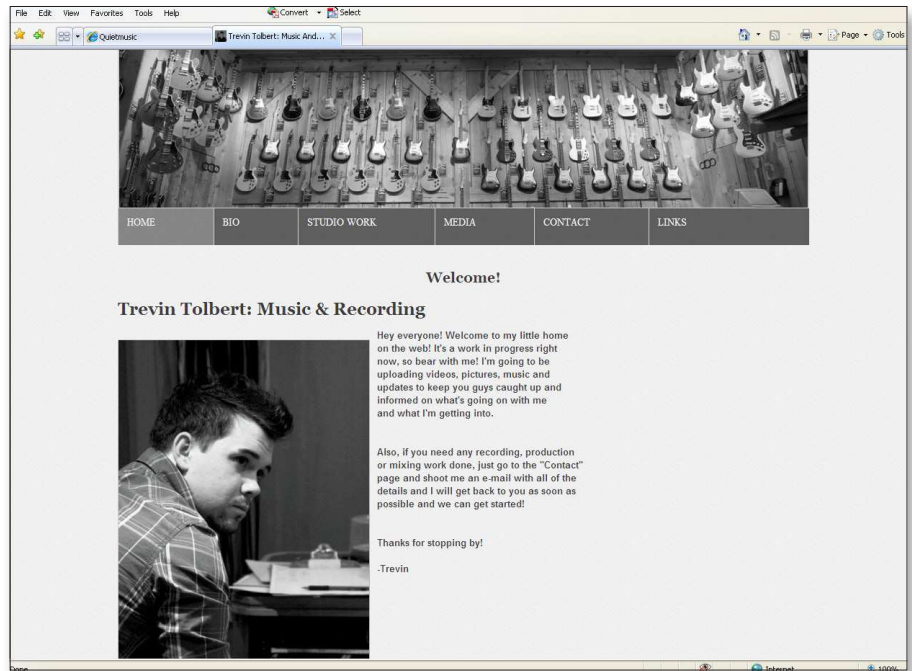 File Edit View Favorites Tools Help Convert Select
Quietmusic Trevin Tolbert: Music And... Page Tools
HOME BIO STUDIO WORK MEDIA CONTACT LINKS
Welcome!
Trevin Tolbert: Music & Recording
Hey everyone! Welcome to my little home
on the web! It's a work in progress right
now, so bear with me! I'm going to be
uploading videos, pictures, music and
updates to keep you guys caught up and
informed on what's going on with me
and what I'm getting into.
Also, if you need any recording, production
or mixing work done, just go to the "Contact"
page and shoot me an e-mail with all of the
details and I will get back to you as soon as
possible and we can get started!
Thanks for stopping by!
-Trevin
Done Internet 100%